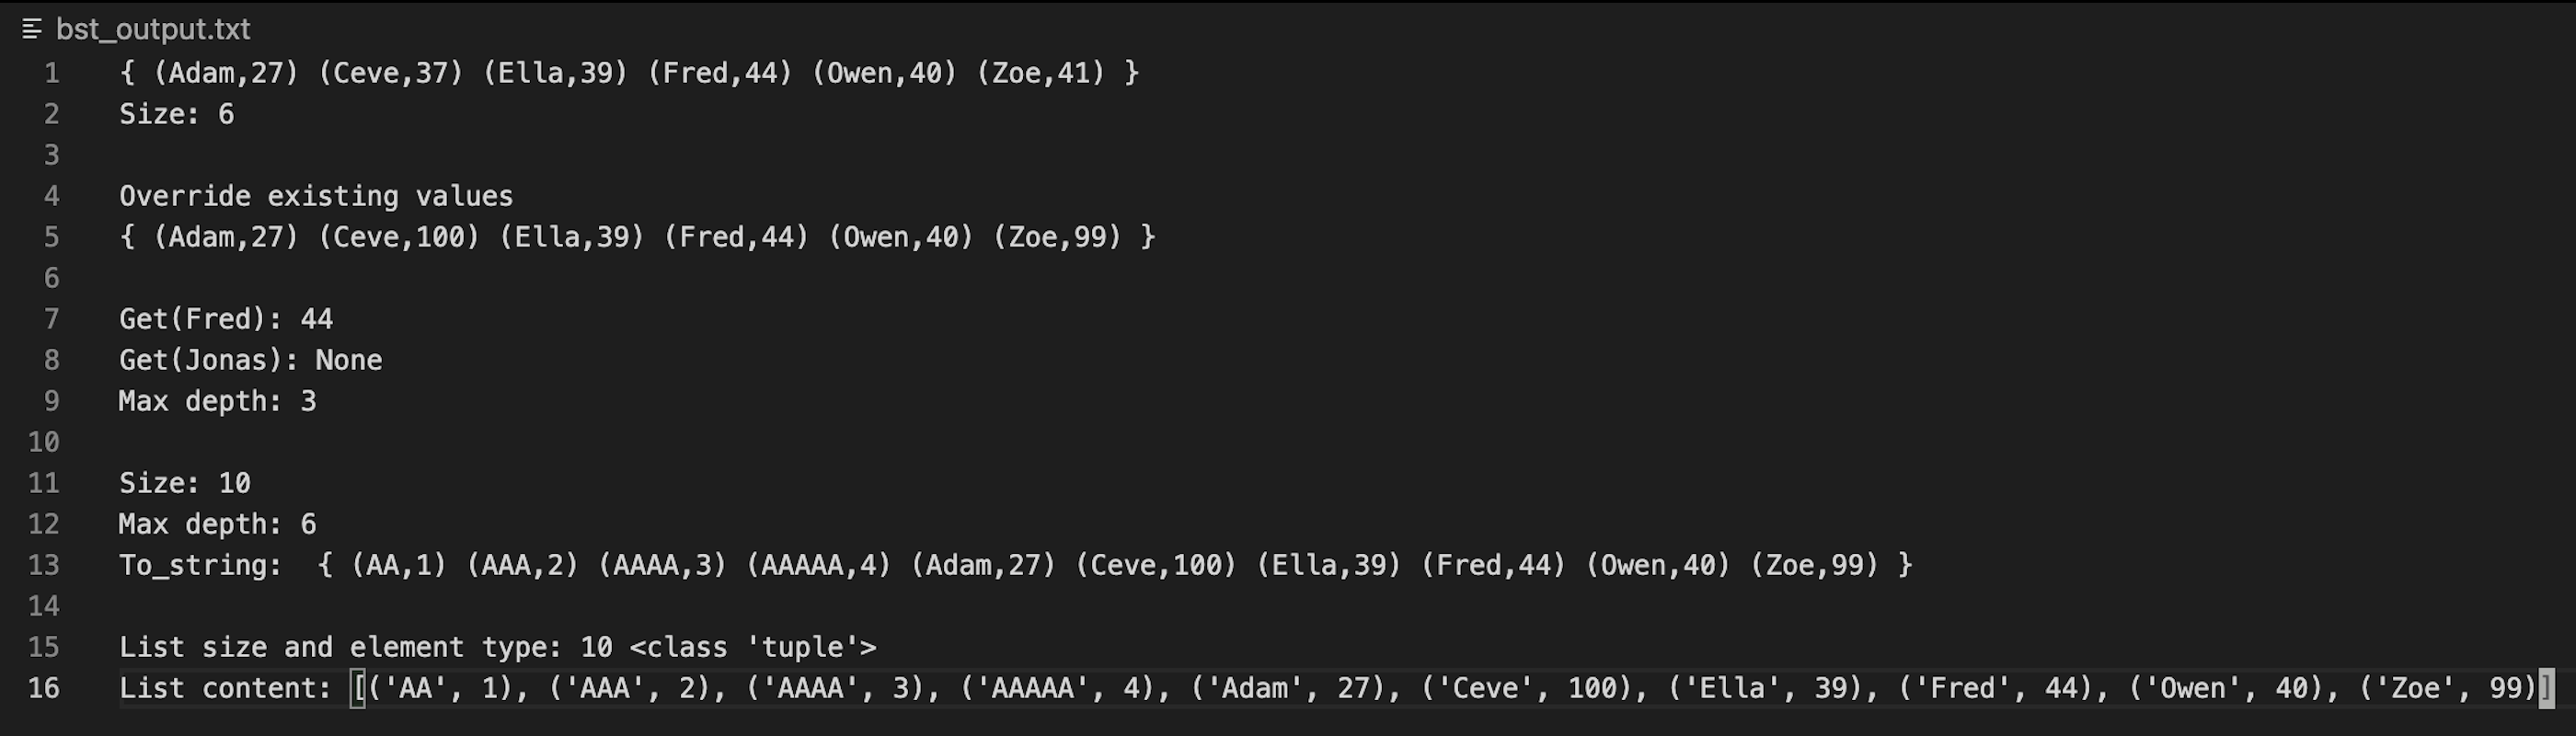 bst_output.txt
1 { (Adam,27) (Ceve,37) (Ella,39) (Fred,44) (Owen,40) (Zoe,41) }
2 Size: 6
3
4 Override existing values
5 { (Adam,27) (Ceve,100) (Ella,39) (Fred,44) (Owen,40) (Zoe,99) }
6
7 Get(Fred): 44
8 Get(Jonas): None
9 Max depth: 3
10
11 Size: 10
12 Max depth: 6
13 To_string:  { (AA,1) (AAA,2) (AAAA,3) (AAAAA,4) (Adam,27) (Ceve,100) (Ella,39) (Fred,44) (Owen,40) (Zoe,99) }
14
15 List size and element type: 10 <class 'tuple'>
16 List content: [('AA', 1), ('AAA', 2), ('AAAA', 3), ('AAAAA', 4), ('Adam', 27), ('Ceve', 100), ('Ella', 39), ('Fred', 44), ('Owen', 40), ('Zoe', 99)]